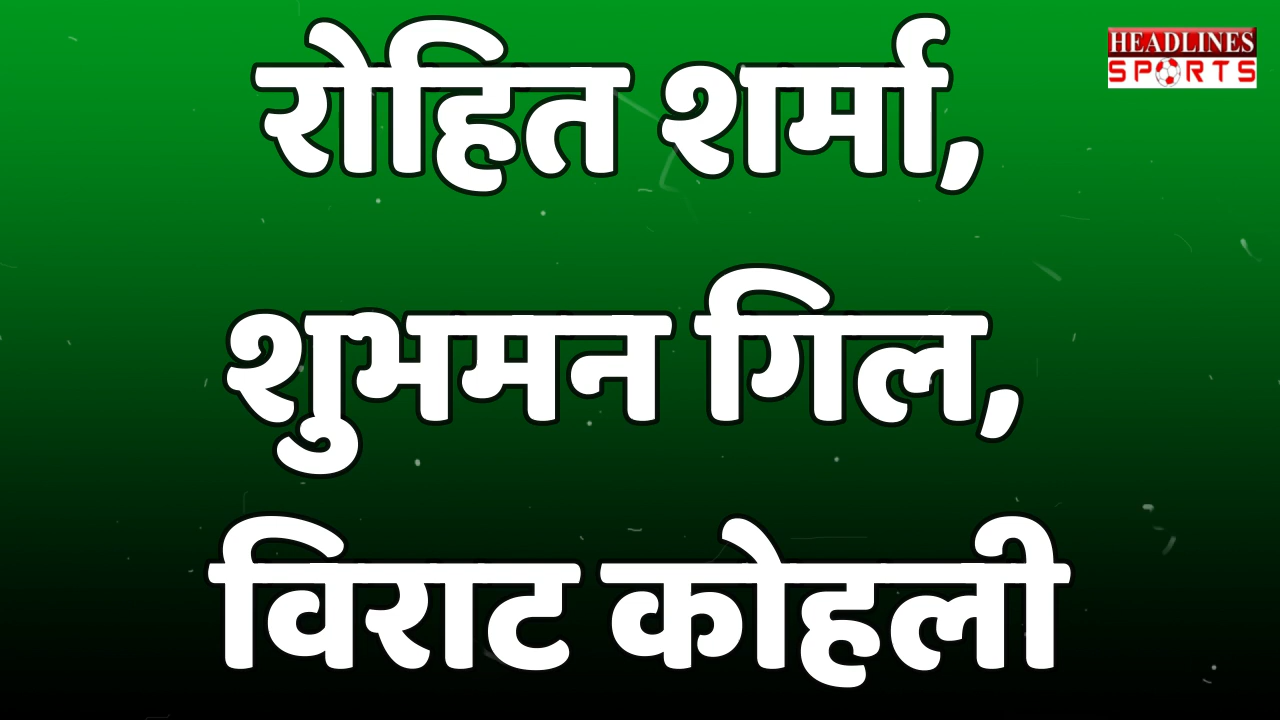 रोहित शर्मा,
HEADLINES
SPORTS
शुभमन गिल,
विराट कोहली